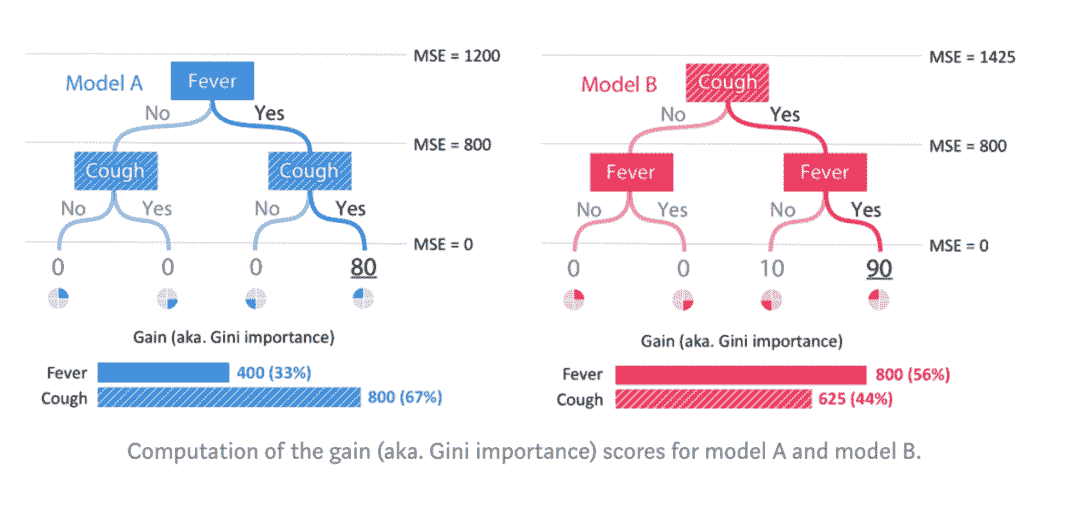 MSE = 1200
Model A
Fever
No
Yes
MSE = 800
Cough
Cough
No
Yes
No
Yes
MSE = 0
0
0
0
80
Gain (aka. Gini importance)
Fever
400 (33%)
Cough
800 (67%)
MSE = 1425
Model B
Cough
No
Yes
MSE = 800
Fever
Fever
No
Yes
No
Yes
MSE = 0
0
0
10
90
Gain (aka. Gini importance)
Fever
800 (56%)
Cough
625 (44%)
Computation of the gain (aka. Gini importance) scores for model A and model B.